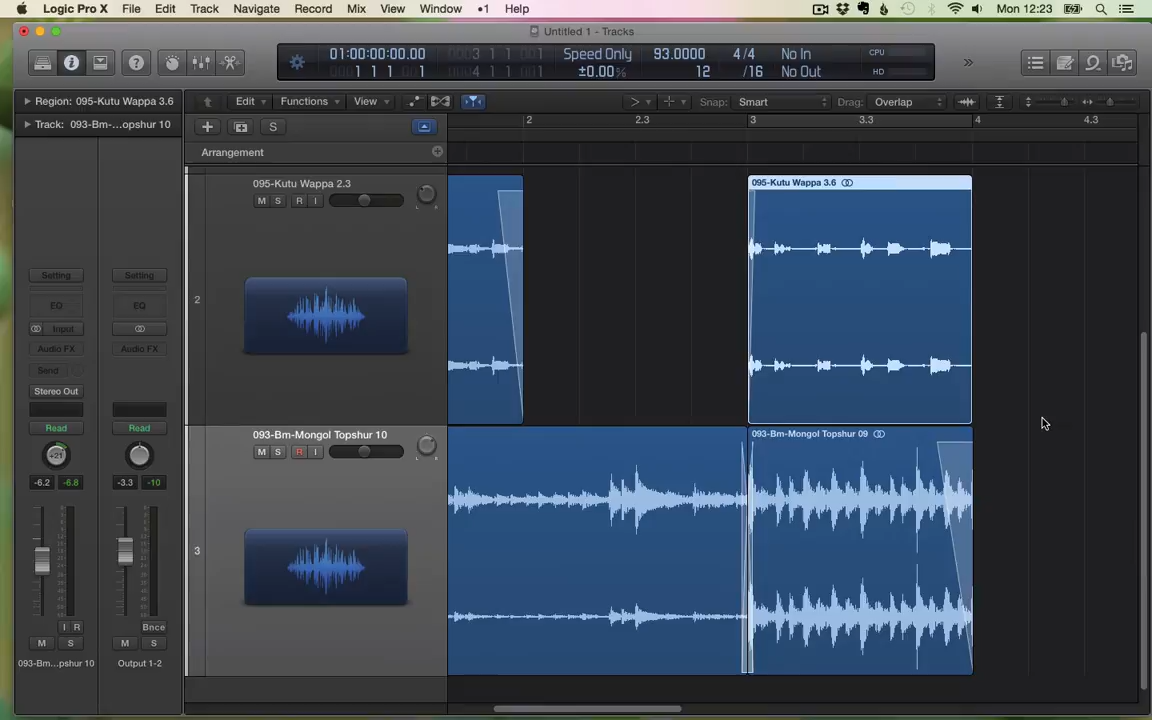 Logic Pro X File Edit Track Navigate Record Mix View Window 1 Help Mon 12:23
Untitled 1 - Tracks
01:00:00:00.00 Speed Only 93.0000 4/4 No In CPU
1 1 1 1 ±0.00% 12 /16 No Out HD
Region: 095-Kutu Wappa 3.6 Edit Functions View Snap: Smart Drag: Overlap
Track: 093-Bm-...opshur 10 S 2 2.3 3 3.3 4 4.3
Arrangement
095-Kutu Wappa 2.3 095-Kutu Wappa 3.6
M S R I
Setting Setting
EQ EQ
2
Input
Audio FX Audio FX
Send
Stereo Out
Read Read
093-Bm-Mongol Topshur 10 093-Bm-Mongol Topshur 09
M S R I
+21
-6.2 -6.8 -3.3 -10
3
I R Bnce
M S M S
093-Bm...pshur 10 Output 1-2